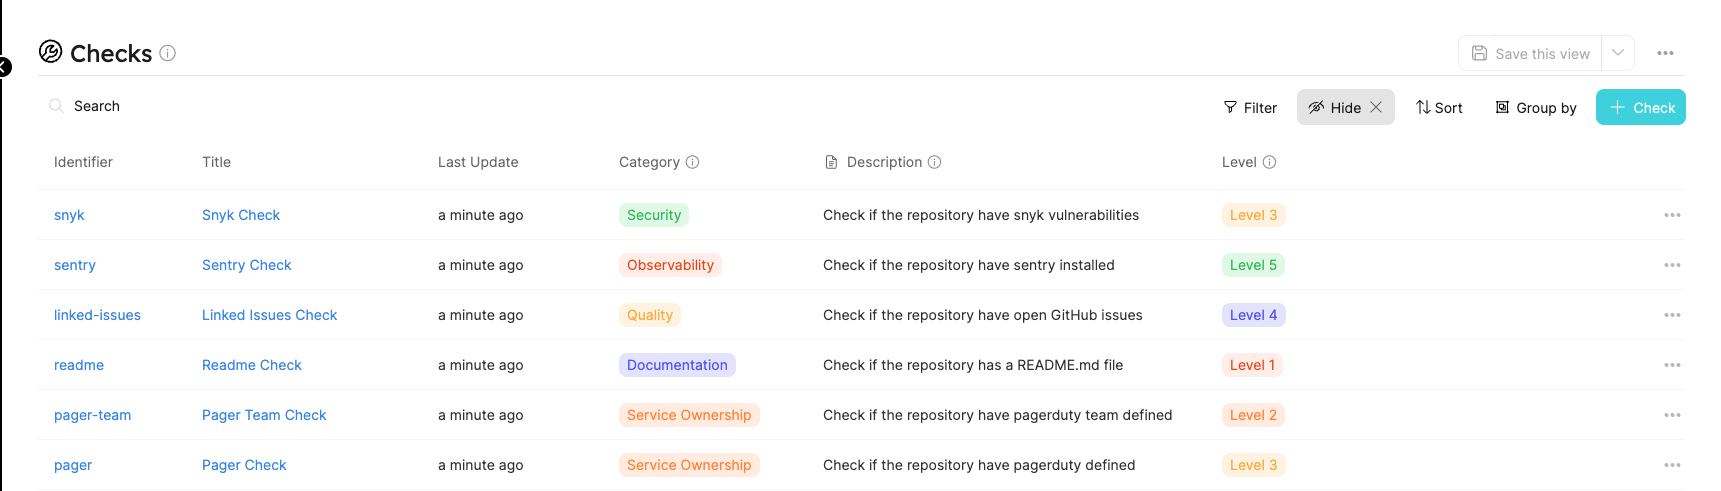 Checks
Save this view
Search
Filter Hide Sort Group by Check
Identifier Title Last Update Category Description Level
snyk Snyk Check a minute ago Security Check if the repository have snyk vulnerabilities Level 3
sentry Sentry Check a minute ago Observability Check if the repository have sentry installed Level 5
linked-issues Linked Issues Check a minute ago Quality Check if the repository have open GitHub issues Level 4
readme Readme Check a minute ago Documentation Check if the repository has a README.md file Level 1
pager-team Pager Team Check a minute ago Service Ownership Check if the repository have pagerduty team defined Level 2
pager Pager Check a minute ago Service Ownership Check if the repository have pagerduty defined Level 3